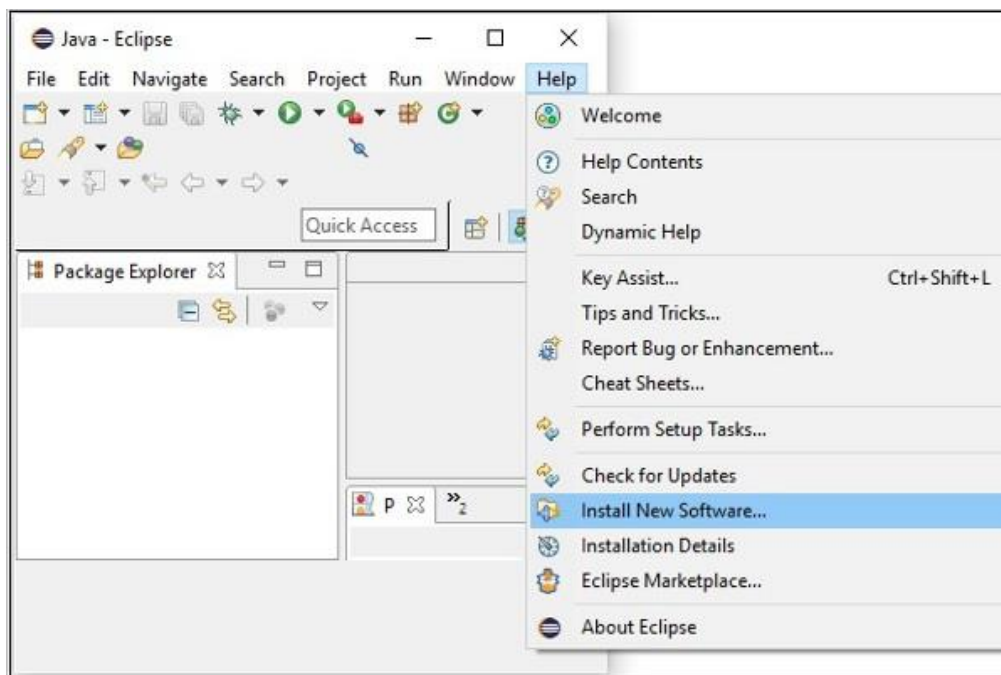 Java - Eclipse
File Edit Navigate Search Project Run Window Help
Welcome
Help Contents
Search
Dynamic Help
Quick Access
Package Explorer
Key Assist... Ctrl+Shift+L
Tips and Tricks...
Report Bug or Enhancement...
Cheat Sheets...
Perform Setup Tasks...
Check for Updates
P »2
Install New Software...
Installation Details
Eclipse Marketplace...
About Eclipse